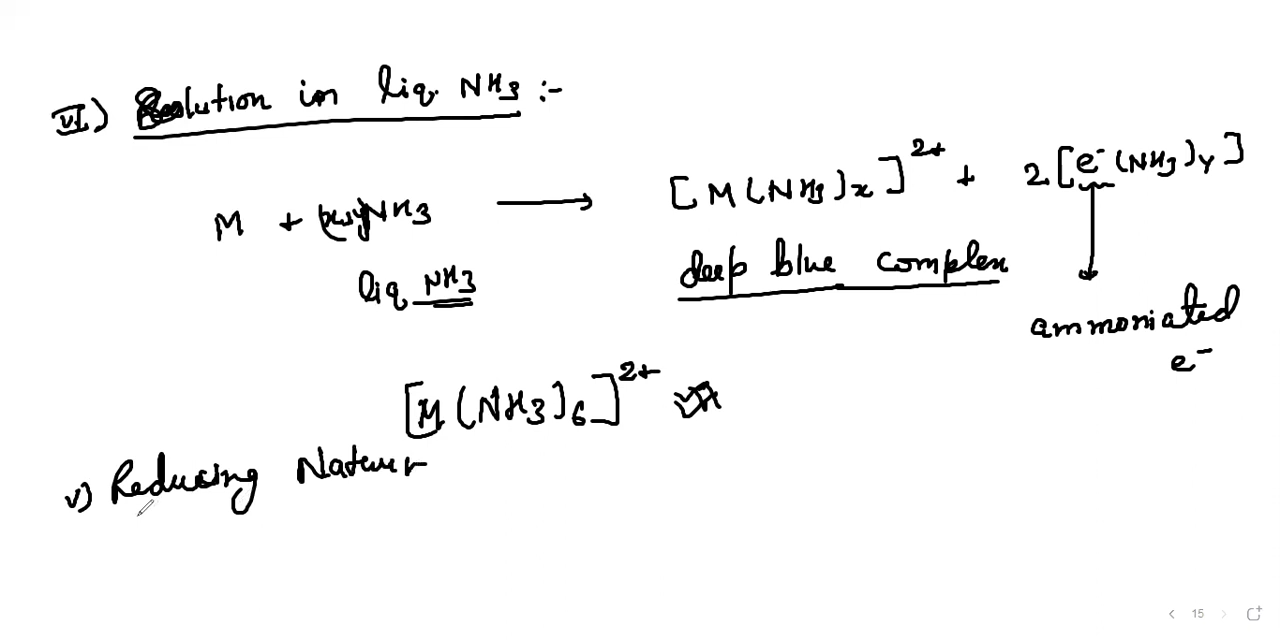 VI) Solution in liq. NH3 :-
M + (x+y)NH3 ⟶ [M(NH3)x]2+ + 2[e-(NH3)y]
liq NH3
deep blue complex
ammoniated
e-
[M(NH3)6]2+
v) Reducing Nature
15